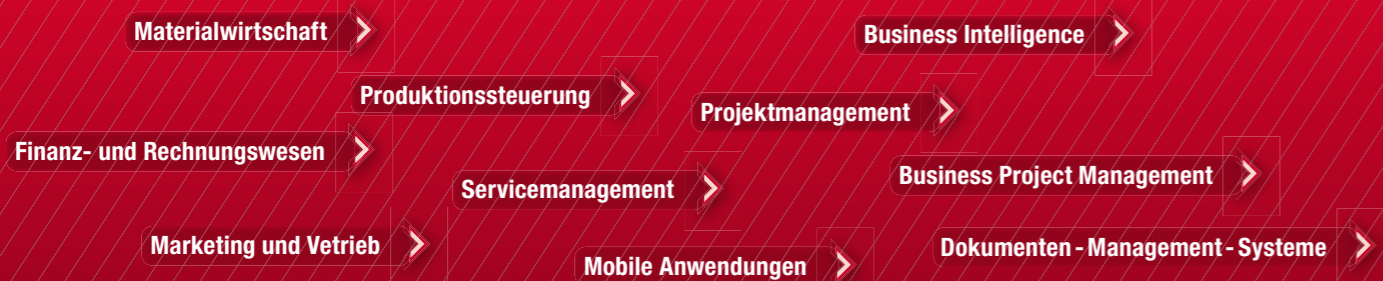 Materialwirtschaft
Business Intelligence
Produktionssteuerung
Projektmanagement
Finanz- und Rechnungswesen
Business Project Management
Servicemanagement
Marketing und Vetrieb
Dokumenten - Management - Systeme
Mobile Anwendungen